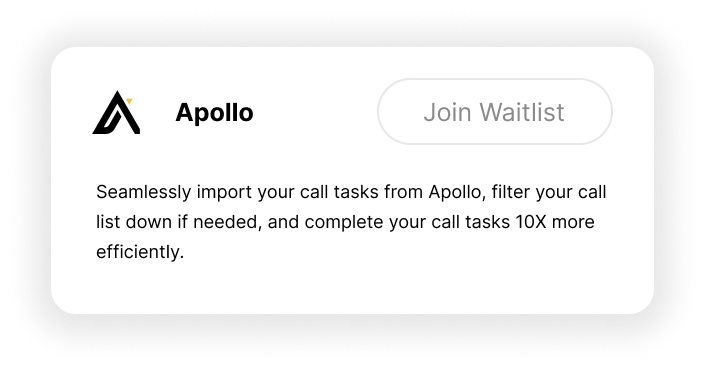 Apollo
Join Waitlist
Seamlessly import your call tasks from Apollo, filter your call
list down if needed, and complete your call tasks 10X more
efficiently.